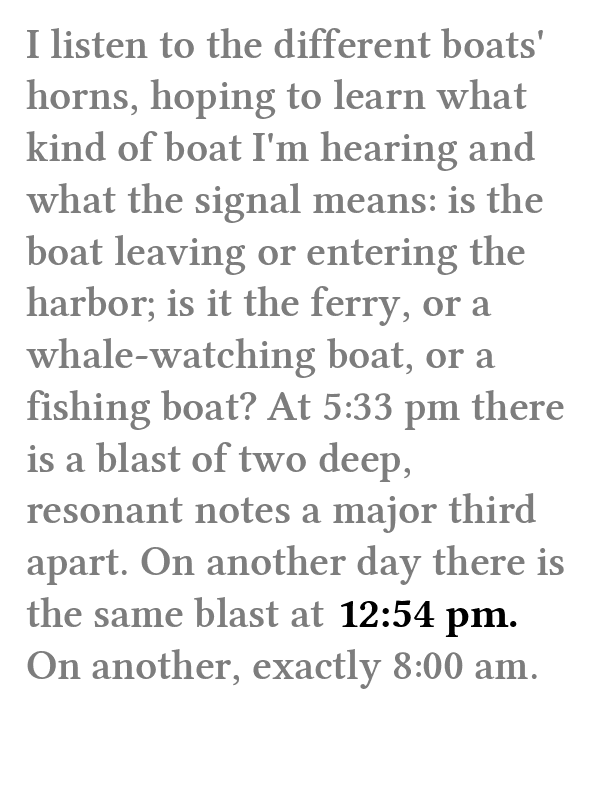 I listen to the different boats'
horns, hoping to learn what
kind of boat I'm hearing and
what the signal means: is the
boat leaving or entering the
harbor; is it the ferry, or a
whale-watching boat, or a
fishing boat? At 5:33 pm there
is a blast of two deep,
resonant notes a major third
apart. On another day there is
the same blast at 12:54 pm.
On another, exactly 8:00 am.